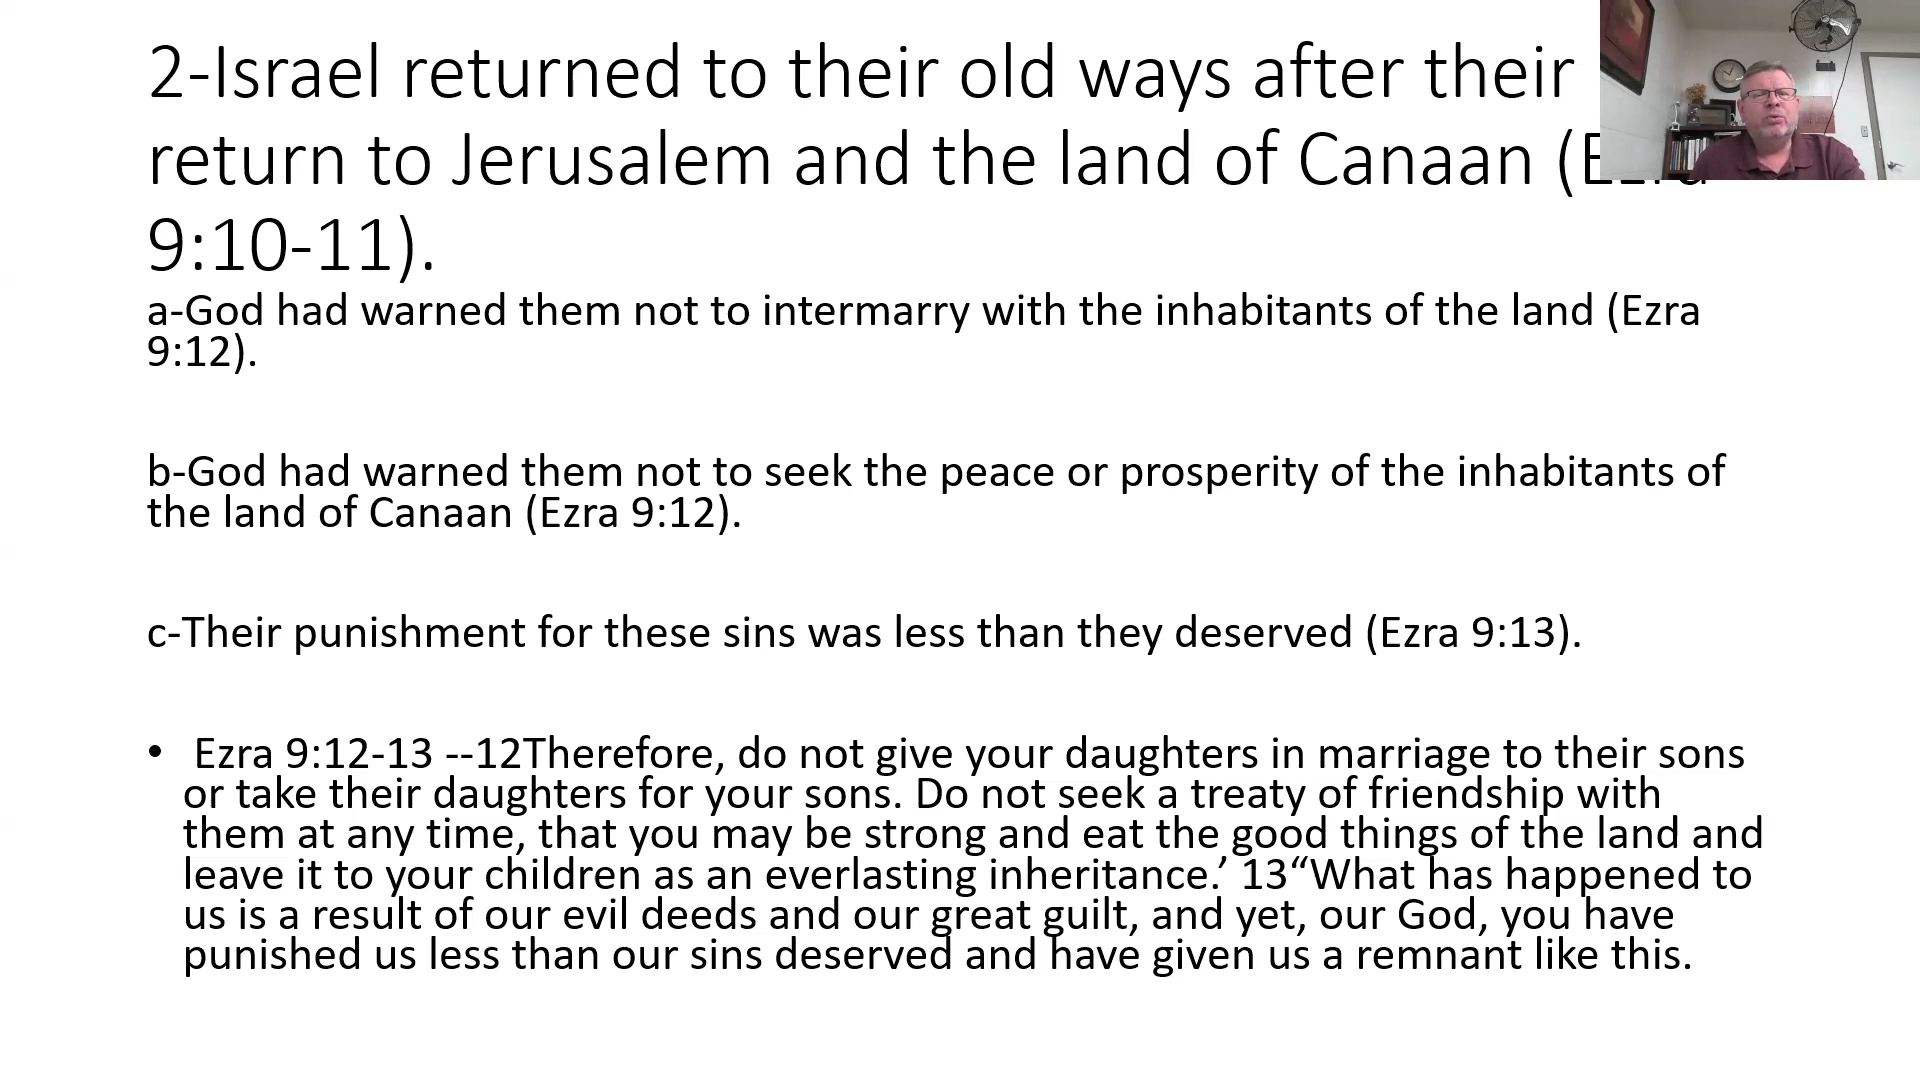 2-Israel returned to their old ways after their
return to Jerusalem and the land of Canaan (
9:10-11).
a-God had warned them not to intermarry with the inhabitants of the land (Ezra
9:12).
b-God had warned them not to seek the peace or prosperity of the inhabitants of
the land of Canaan (Ezra 9:12).
c-Their punishment for these sins was less than they deserved (Ezra 9:13).
• Ezra 9:12-13 --12Therefore, do not give your daughters in marriage to their sons
or take their daughters for your sons. Do not seek a treaty of friendship with
them at any time, that you may be strong and eat the good things of the land and
leave it to your children as an everlasting inheritance.’ 13“What has happened to
us is a result of our evil deeds and our great guilt, and yet, our God, you have
punished us less than our sins deserved and have given us a remnant like this.